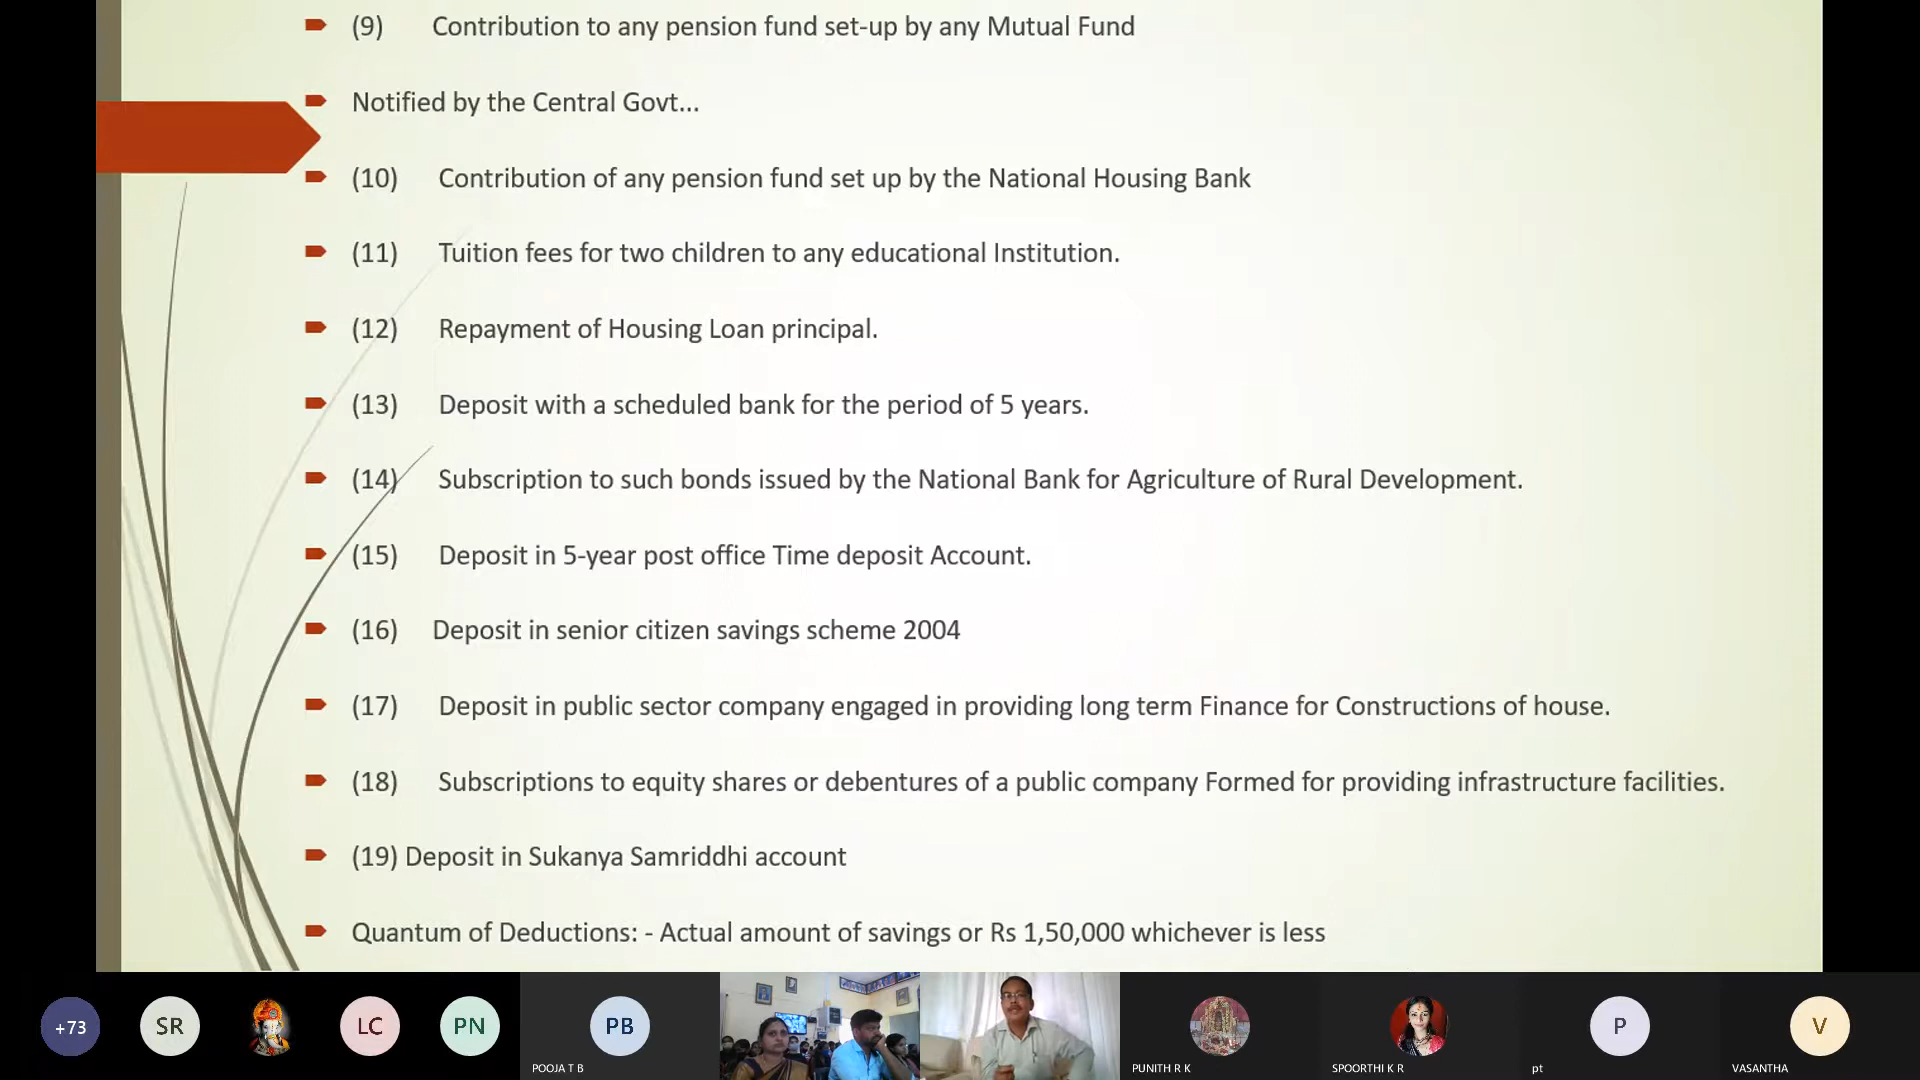 (9) Contribution to any pension fund set-up by any Mutual Fund
Notified by the Central Govt...
(10) Contribution of any pension fund set up by the National Housing Bank
(11) Tuition fees for two children to any educational Institution.
(12) Repayment of Housing Loan principal.
(13) Deposit with a scheduled bank for the period of 5 years.
(14) Subscription to such bonds issued by the National Bank for Agriculture of Rural Development.
(15) Deposit in 5-year post office Time deposit Account.
(16) Deposit in senior citizen savings scheme 2004
(17) Deposit in public sector company engaged in providing long term Finance for Constructions of house.
(18) Subscriptions to equity shares or debentures of a public company Formed for providing infrastructure facilities.
(19) Deposit in Sukanya Samriddhi account
Quantum of Deductions: - Actual amount of savings or Rs 1,50,000 whichever is less
+73 SR LC PN PB P V
POOJA T B PUNITH R K SPOORTHI K R pt VASANTHA